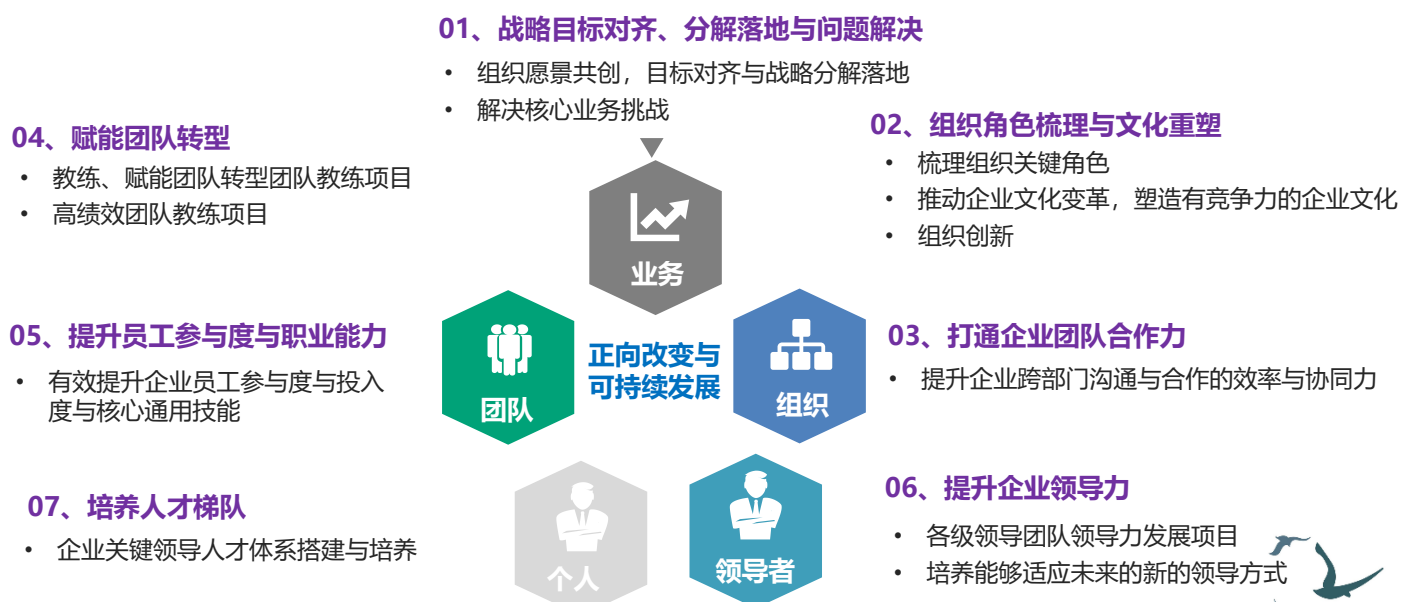 01、战略目标对齐、分解落地与问题解决
• 组织愿景共创，目标对齐与战略分解落地
• 解决核心业务挑战
04、赋能团队转型
• 教练、赋能团队转型团队教练项目
• 高绩效团队教练项目
02、组织角色梳理与文化重塑
• 梳理组织关键角色
• 推动企业文化变革，塑造有竞争力的企业文化
• 组织创新
业务
05、提升员工参与度与职业能力
• 有效提升企业员工参与度与投入
度与核心通用技能
团队
正向改变与
可持续发展
组织
03、打通企业团队合作力
• 提升企业跨部门沟通与合作的效率与协同力
07、培养人才梯队
• 企业关键领导人才体系搭建与培养
个人
领导者
06、提升企业领导力
• 各级领导团队领导力发展项目
• 培养能够适应未来的新的领导方式